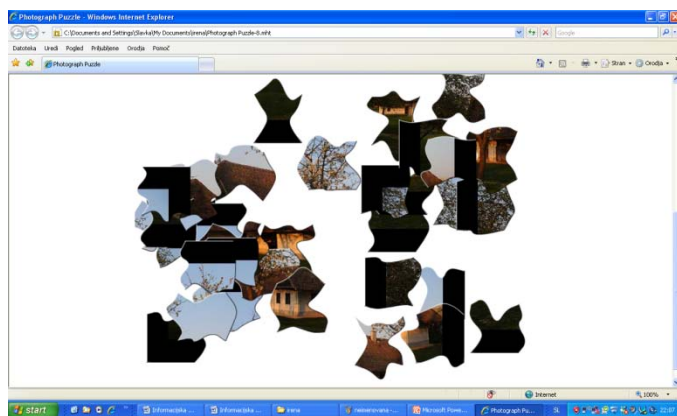 Photograph Puzzle - Windows Internet Explorer
C:\Documents and Settings\Slavka\My Documents\irena\Photograph Puzzle-8.mht
Google
Datoteka Uredi Pogled Priljubljene Orodja Pomoč
Photograph Puzzle
Stran Orodja
Internet 100%
start Informacijska ... Informacijska ... irena neimenovana -... Microsoft Power... Photograph Pu... SL 22:07